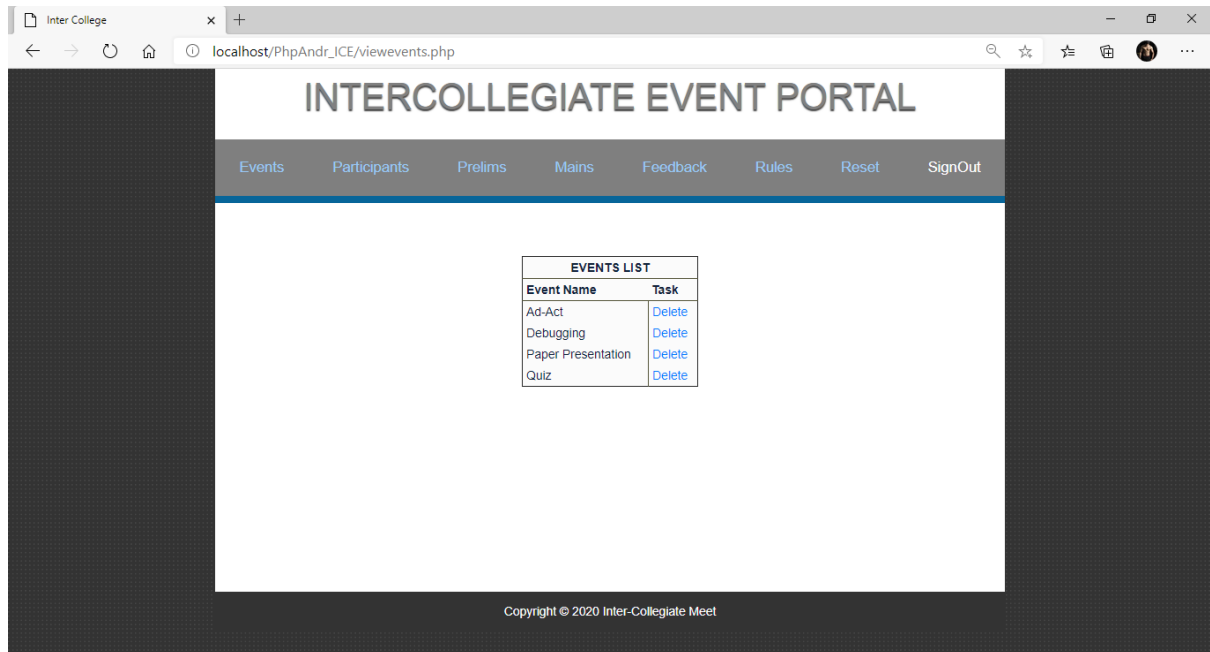 Inter College
localhost/PhpAndr_ICE/viewevents.php
INTERCOLLEGIATE EVENT PORTAL
Events Participants Prelims Mains Feedback Rules Reset SignOut
EVENTS LIST
Event Name Task
Ad-Act Delete
Debugging Delete
Paper Presentation Delete
Quiz Delete
Copyright © 2020 Inter-Collegiate Meet